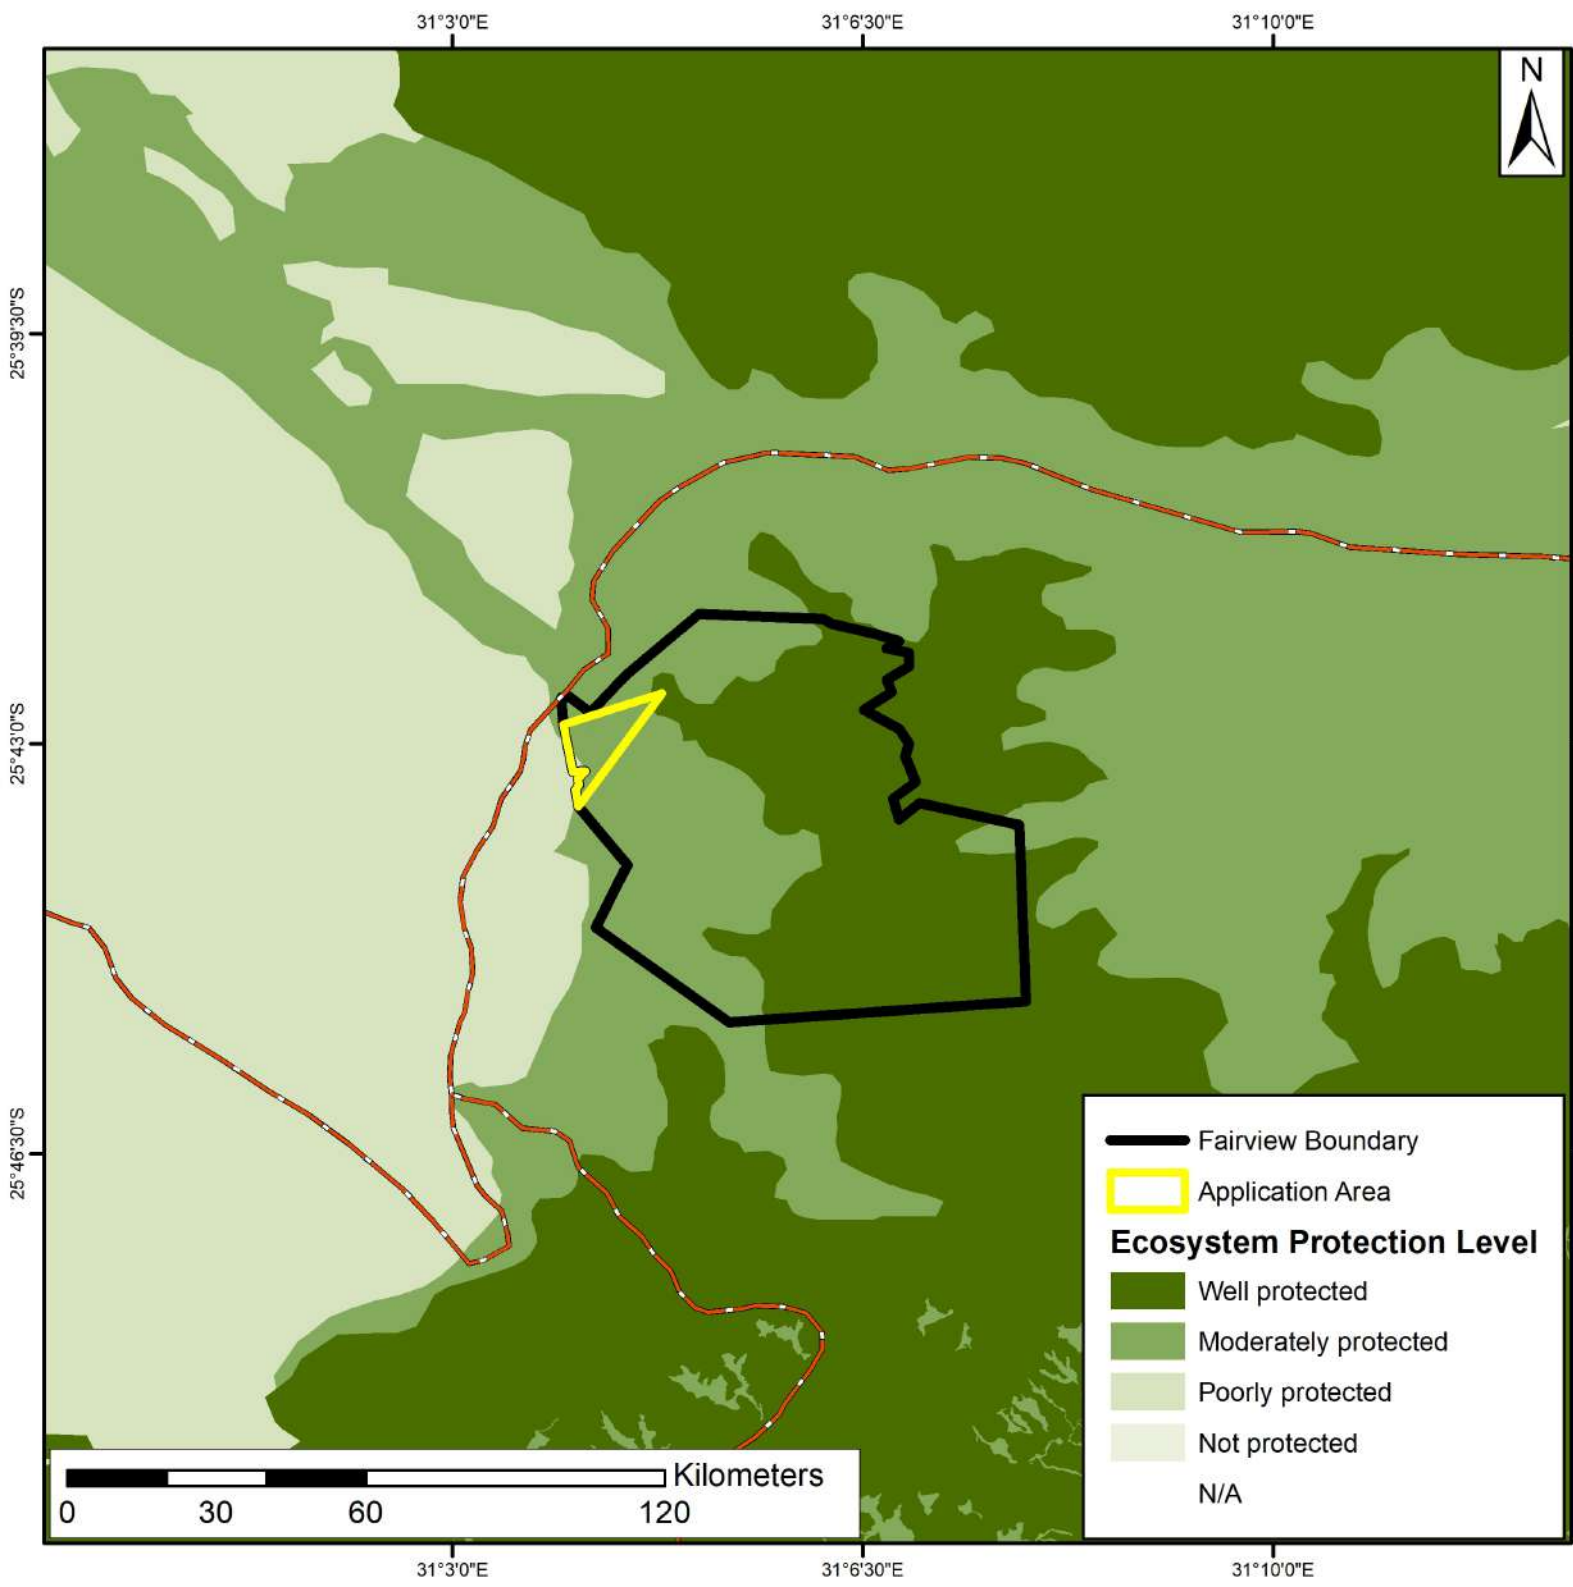 31°3'0"E 31°6'30"E 31°10'0"E
N
25°39'30"S
25°43'0"S
25°46'30"S
Fairview Boundary
Application Area
Ecosystem Protection Level
Well protected
Moderately protected
Poorly protected
Not protected
N/A
Kilometers
0 30 60 120
31°3'0"E 31°6'30"E 31°10'0"E